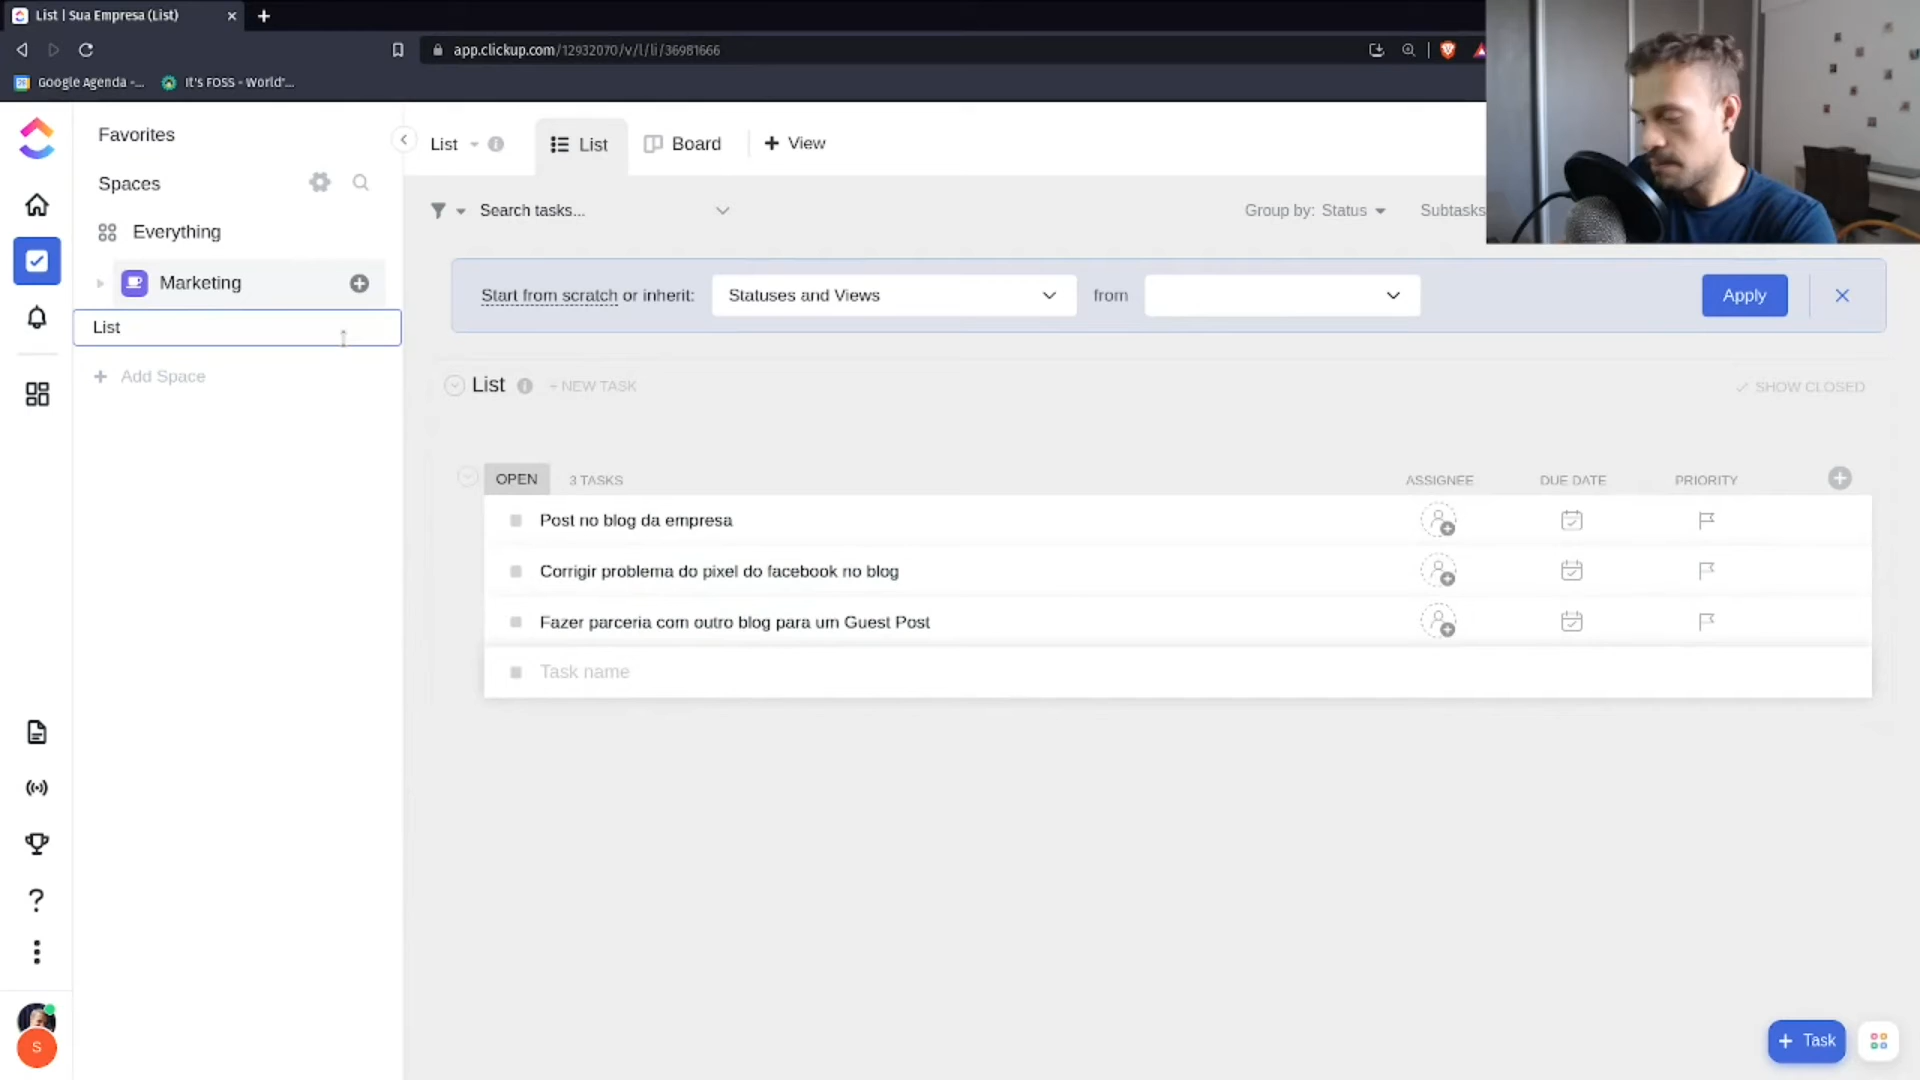 List | Sua Empresa (List)
app.clickup.com/12932070/v/l/li/36981666
Google Agenda -...
It's FOSS - World'...
Favorites
Spaces
Everything
Marketing
List
Add Space
List
List
Board
+ View
Search tasks...
Group by: Status
Subtasks
Start from scratch or inherit:
Statuses and Views
from
Apply
List
+ NEW TASK
SHOW CLOSED
OPEN
3 TASKS
ASSIGNEE
DUE DATE
PRIORITY
Post no blog da empresa
Corrigir problema do pixel do facebook no blog
Fazer parceria com outro blog para um Guest Post
Task name
S
+ Task